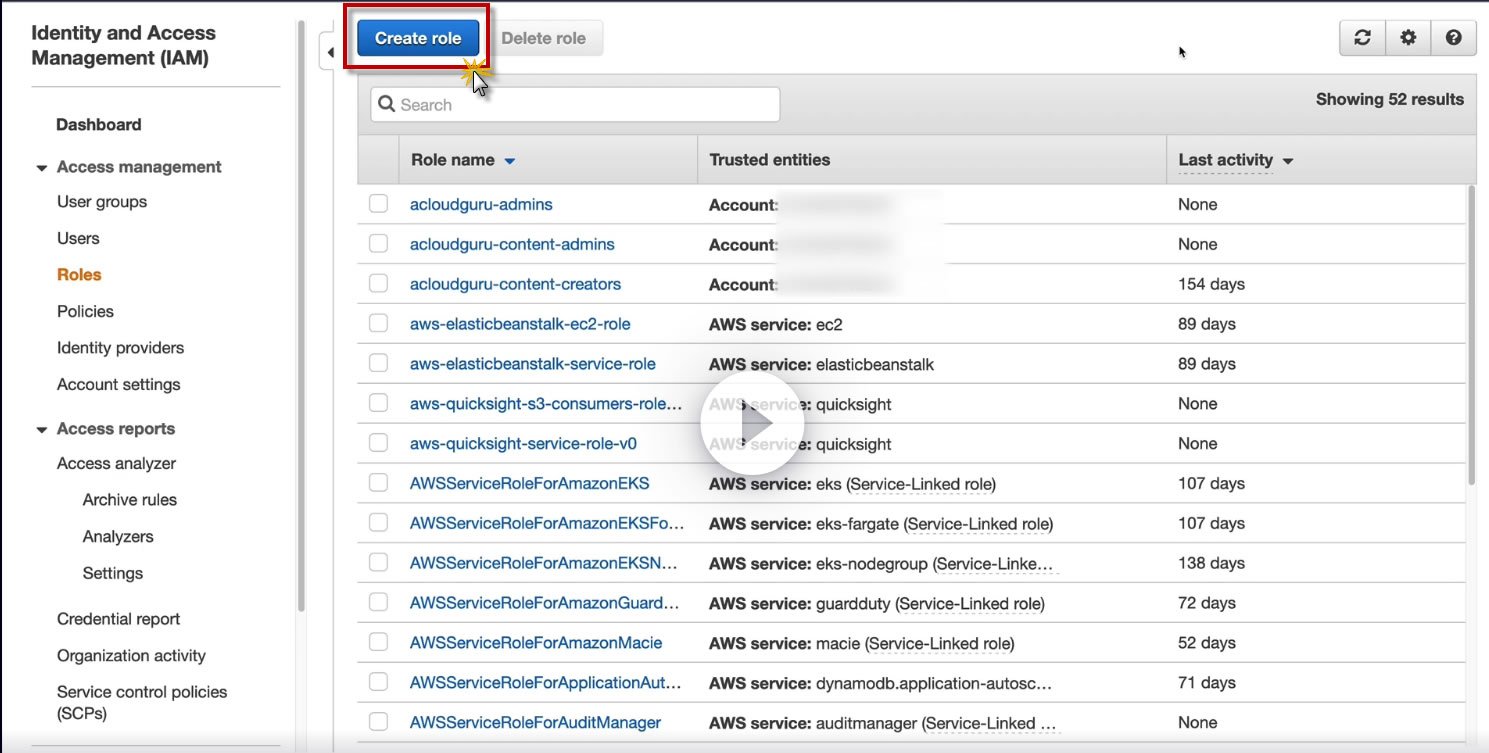 Identity and Access
Management (IAM)
Dashboard
Access management
User groups
Users
Roles
Policies
Identity providers
Account settings
Access reports
Access analyzer
Archive rules
Analyzers
Settings
Credential report
Organization activity
Service control policies
(SCPs)
Create role Delete role
Search
Showing 52 results
Role name Trusted entities Last activity
acloudguru-admins Account: None
acloudguru-content-admins Account: None
acloudguru-content-creators Account: 154 days
aws-elasticbeanstalk-ec2-role AWS service: ec2 89 days
aws-elasticbeanstalk-service-role AWS service: elasticbeanstalk 89 days
aws-quicksight-s3-consumers-role... AWS service: quicksight None
aws-quicksight-service-role-v0 AWS service: quicksight None
AWSServiceRoleForAmazonEKS AWS service: eks (Service-Linked role) 107 days
AWSServiceRoleForAmazonEKSFo... AWS service: eks-fargate (Service-Linked role) 107 days
AWSServiceRoleForAmazonEKSN... AWS service: eks-nodegroup (Service-Linke... 138 days
AWSServiceRoleForAmazonGuard... AWS service: guardduty (Service-Linked role) 72 days
AWSServiceRoleForAmazonMacie AWS service: macie (Service-Linked role) 52 days
AWSServiceRoleForApplicationAut... AWS service: dynamodb.application-autosc... 71 days
AWSServiceRoleForAuditManager AWS service: auditmanager (Service-Linked ... None